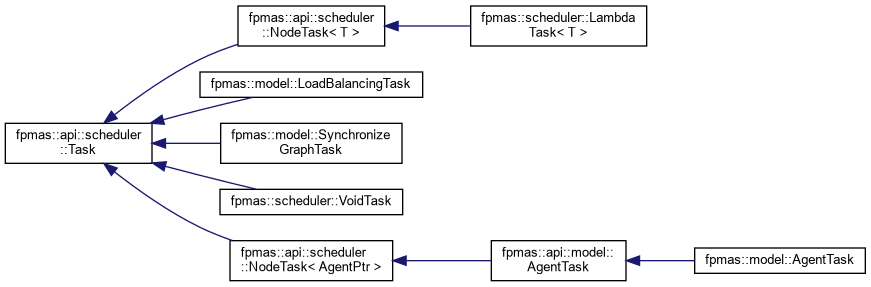 fpmas::api::scheduler
::NodeTask< T >
fpmas::scheduler::Lambda
Task< T >
fpmas::model::LoadBalancingTask
fpmas::api::scheduler
::Task
fpmas::model::Synchronize
GraphTask
fpmas::scheduler::VoidTask
fpmas::api::scheduler
::NodeTask< AgentPtr >
fpmas::api::model::
AgentTask
fpmas::model::AgentTask